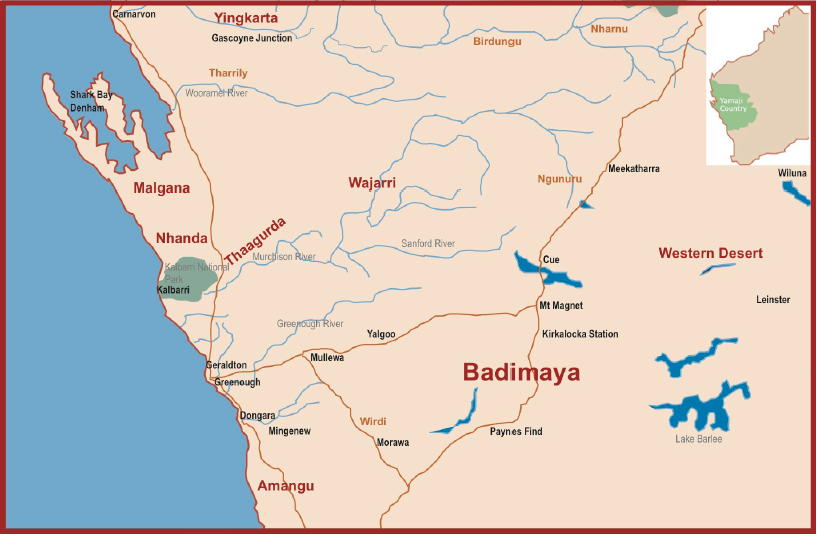 Carnarvon
Yingkarta
Gascoyne Junction
Birdungu
Nharnu
Tharrily
Wooramel River
Shark Bay
Denham
Yamaji
Country
Malgana
Wajarri
Ngunuru
Meekatharra
Wiluna
Nhanda
Thaagurda
Murchison River
Sanford River
Western Desert
Kalbarri National
Park
Kalbarri
Cue
Leinster
Mt Magnet
Greenough River
Yalgoo
Kirkalocka Station
Mullewa
Geraldton
Greenough
Badimaya
Dongara
Mingenew
Wirdi
Morawa
Paynes Find
Lake Barlee
Amangu